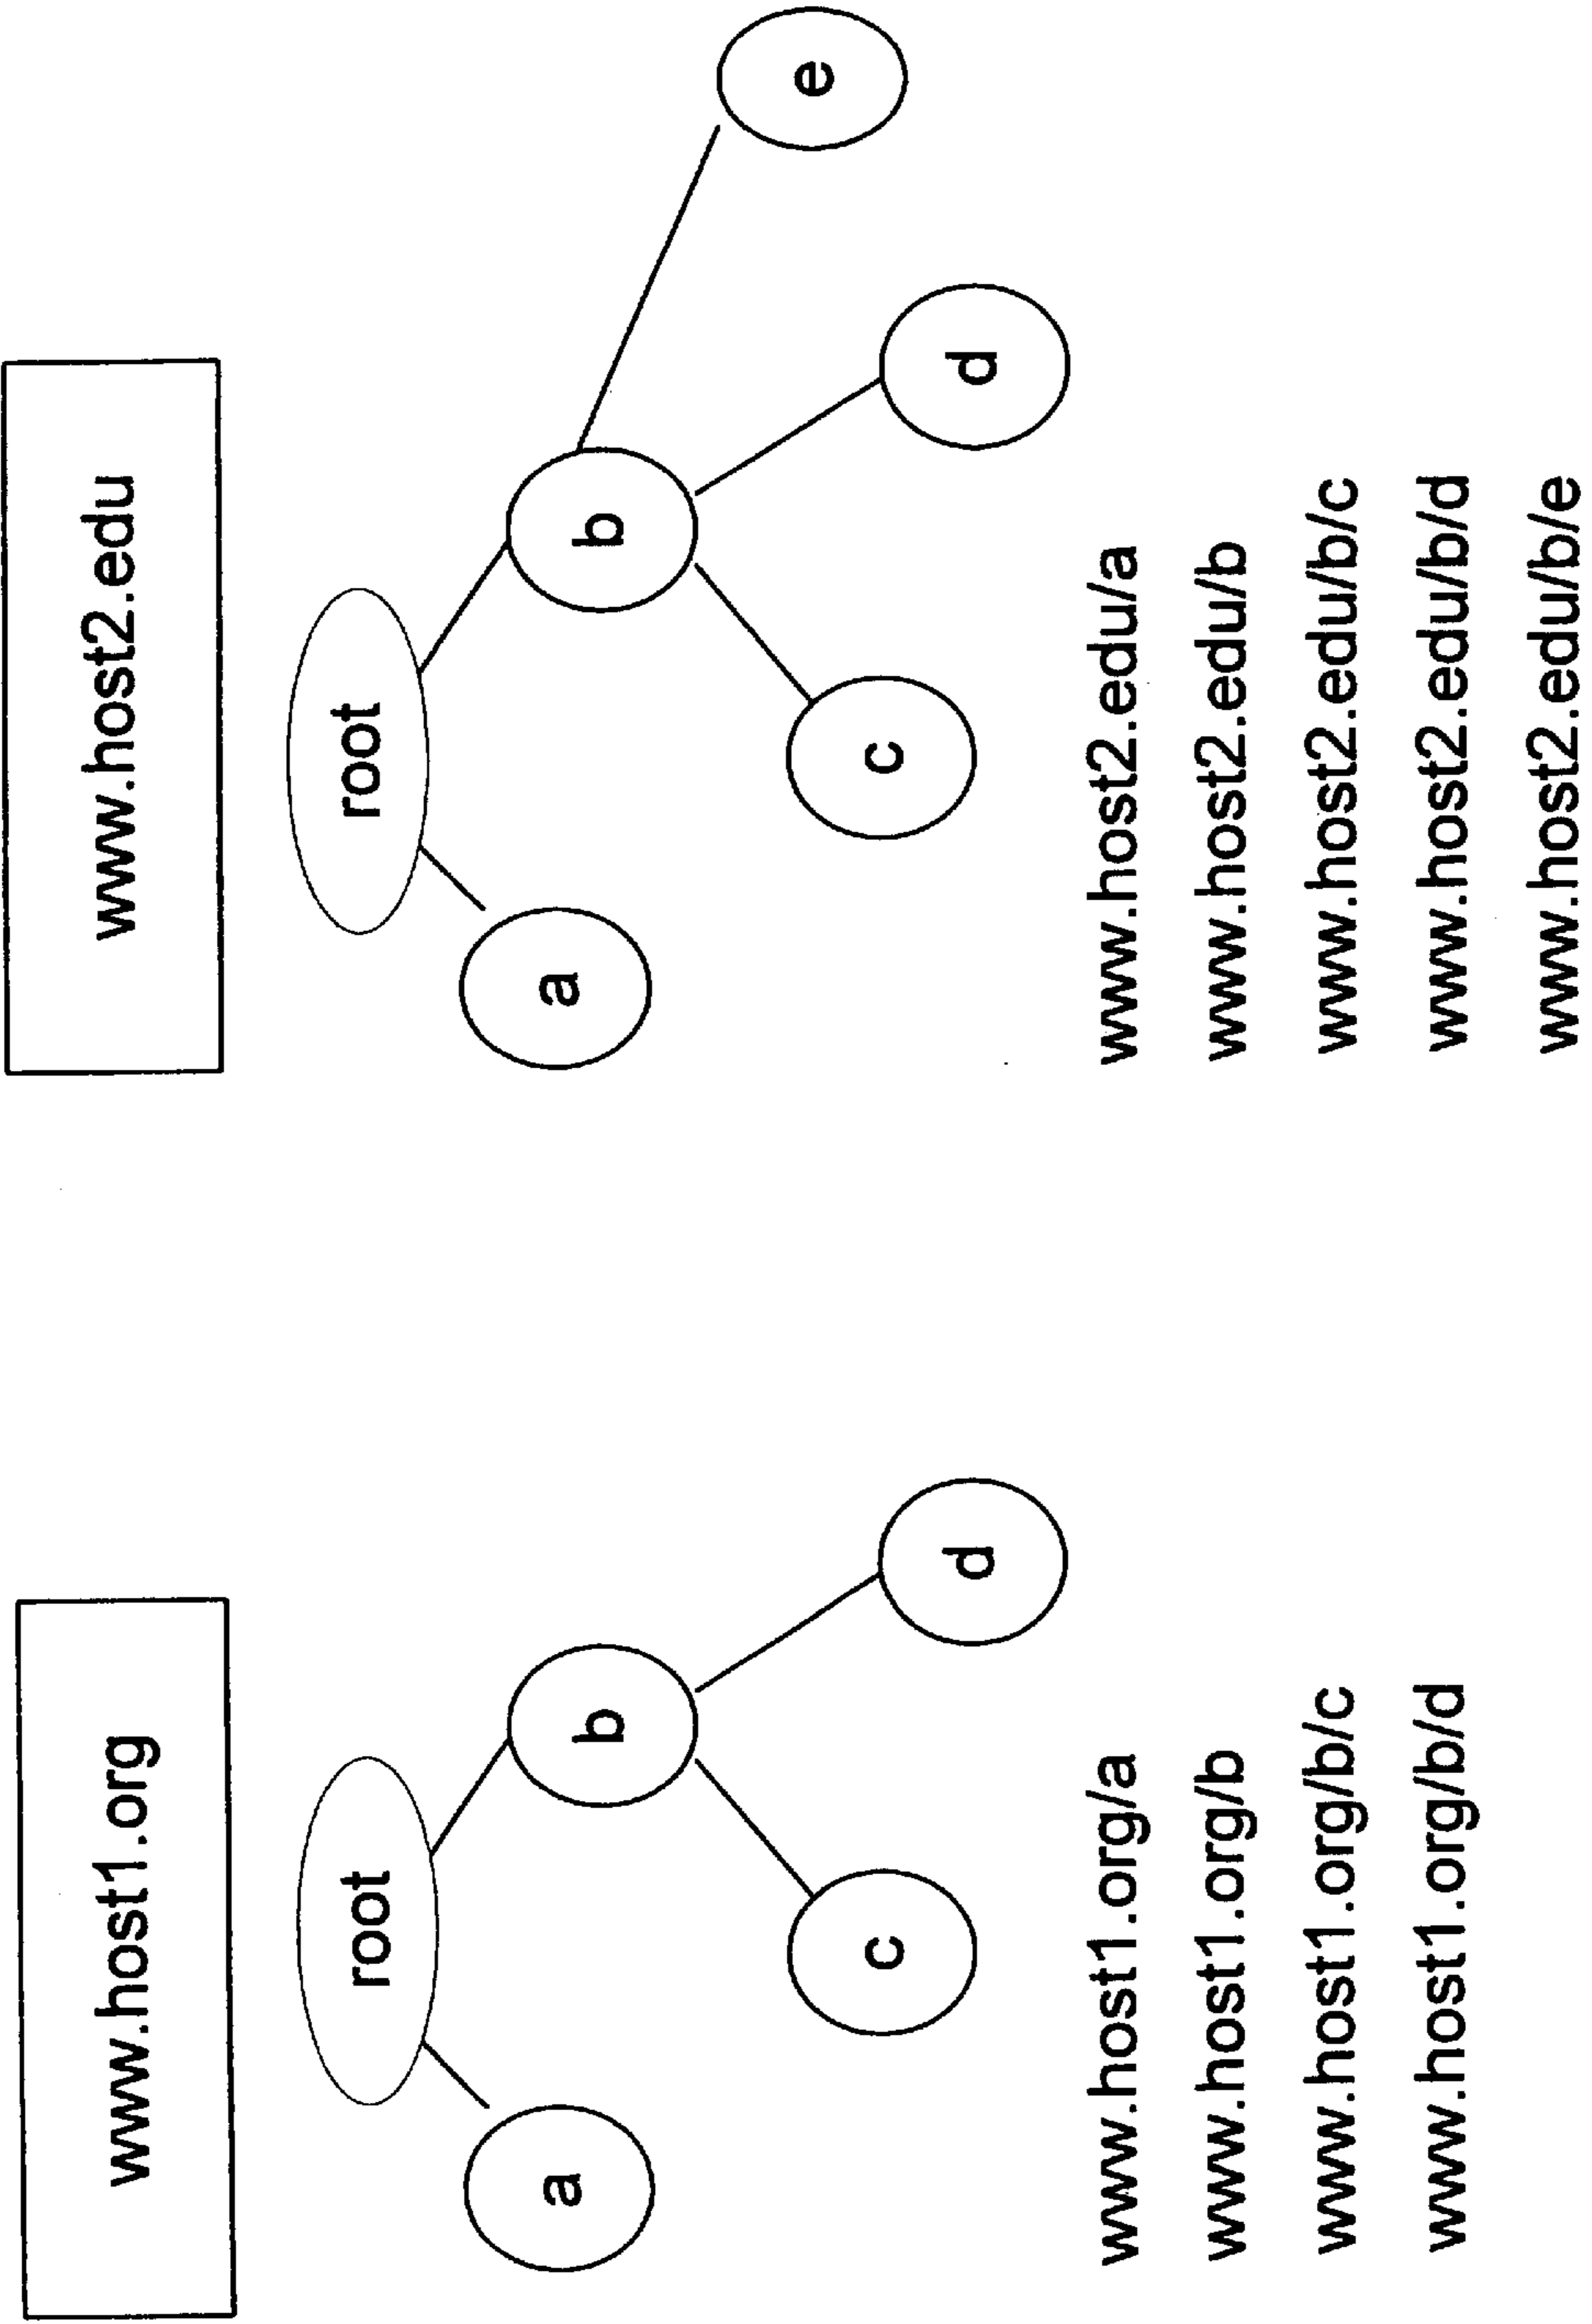 www.host1.org
root
a
b
c
d
www.host1.org/a
www.host1.org/b
www.host1.org/b/c
www.host1.org/b/d
www.host2.edu
root
a
b
e
c
d
www.host2.edu/a
www.host2.edu/b
www.host2.edu/b/c
www.host2.edu/b/d
www.host2.edu/b/e